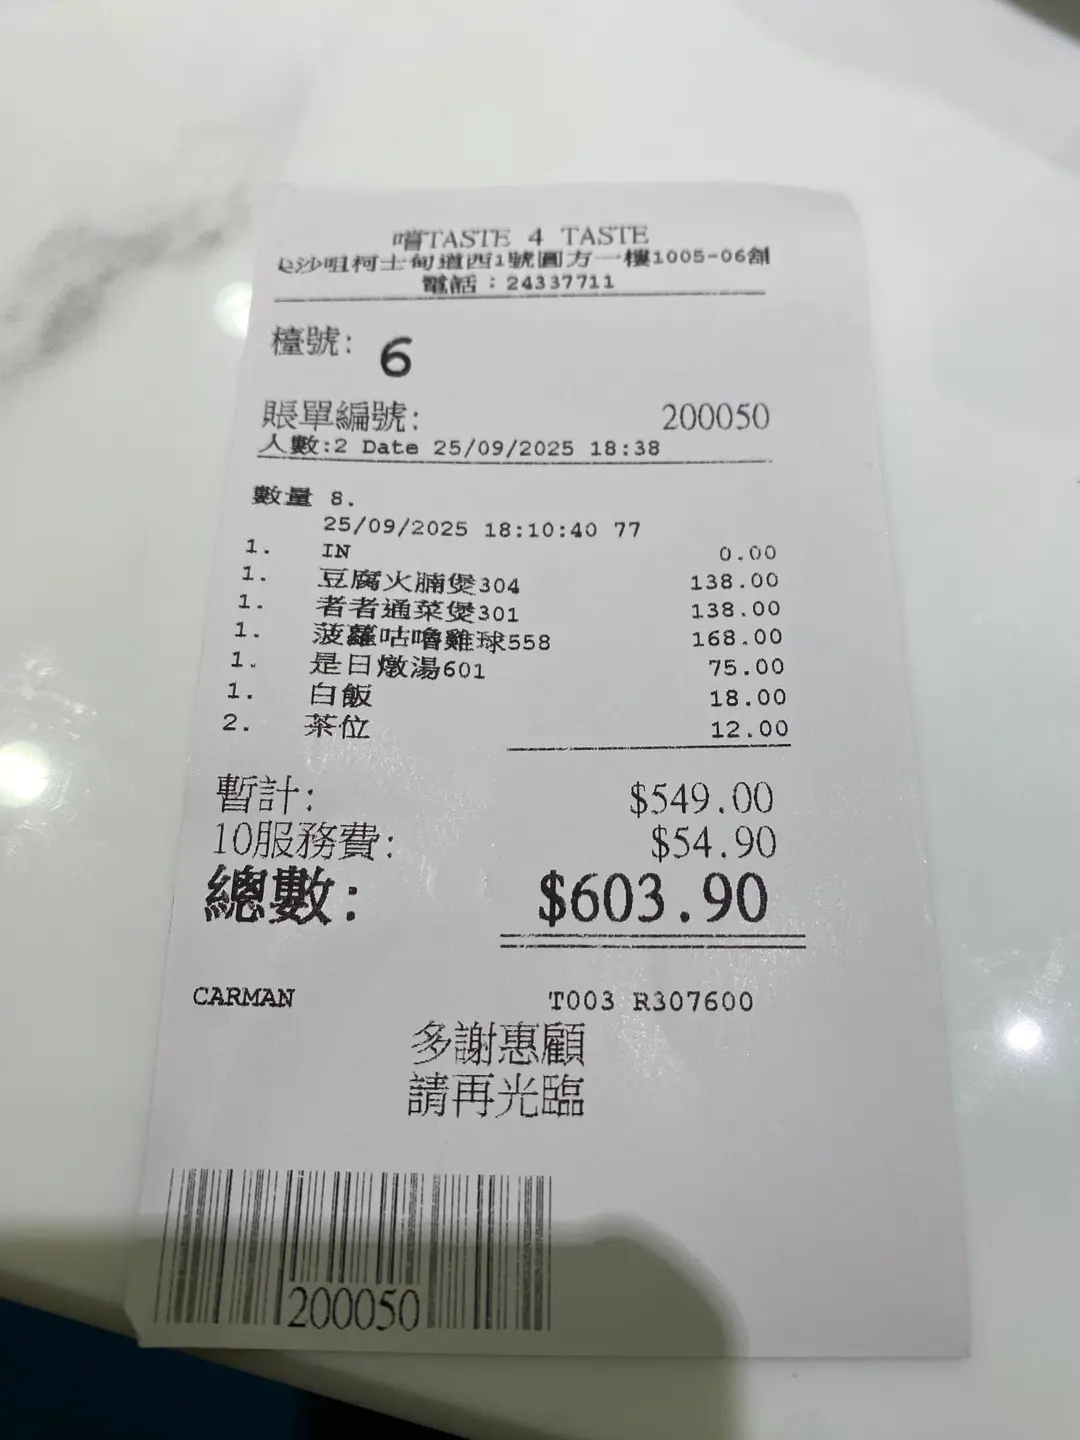 嚐TASTE 4 TASTE
尖沙咀柯士甸道西1號圓方一樓1005-06舖
電話：24337711
檯號: 6
賬單編號: 200050
人數:2 Date 25/09/2025 18:38
數量 8.
25/09/2025 18:10:40 77
1. IN 0.00
1. 豆腐火腩煲304 138.00
1. 者者通菜煲301 138.00
1. 菠蘿咕嚕雞球558 168.00
1. 是日燉湯601 75.00
1. 白飯 18.00
2. 茶位 12.00
暫計: $549.00
10服務費: $54.90
總數: $603.90
CARMAN T003 R307600
多謝惠顧
請再光臨
200050